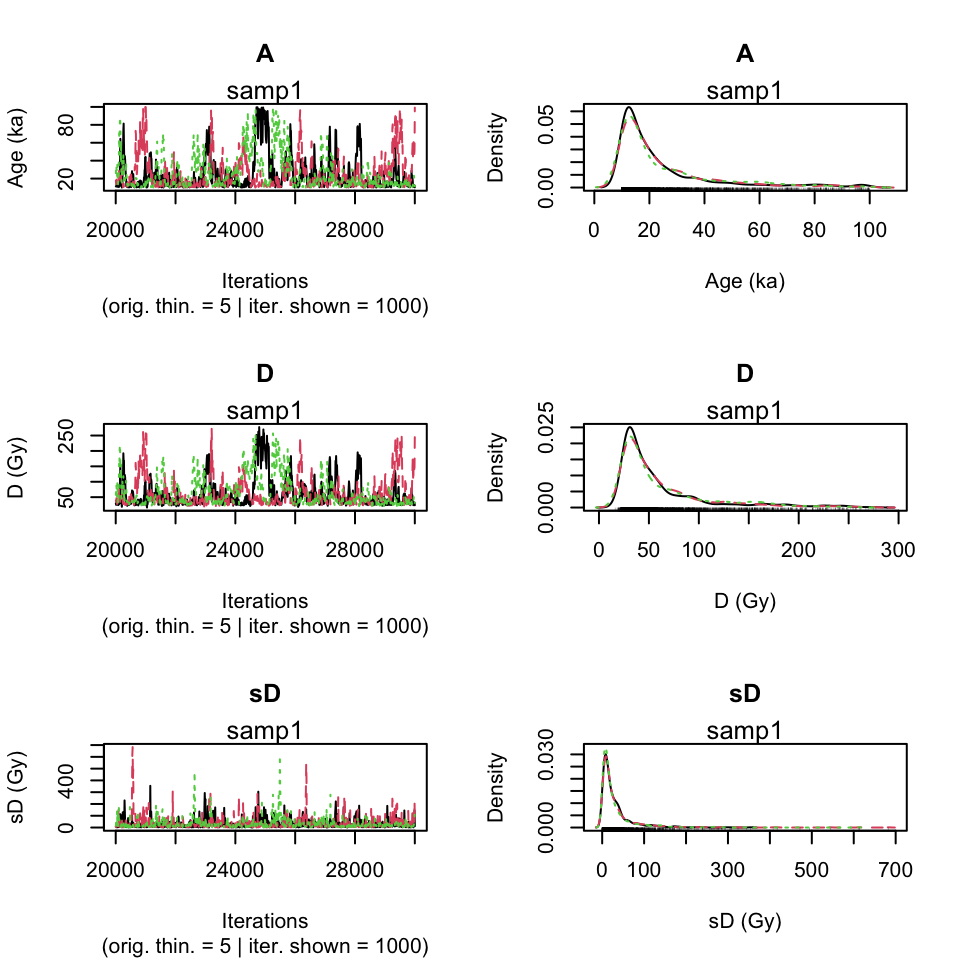 A
samp1
Age (ka)
80
20
20000 24000 28000
Iterations
(orig. thin. = 5 | iter. shown = 1000)
A
samp1
Density
0.05
0.00
0 20 40 60 80 100
Age (ka)
D
samp1
D (Gy)
250
50
20000 24000 28000
Iterations
(orig. thin. = 5 | iter. shown = 1000)
D
samp1
Density
0.025
0.000
0 50 100 200 300
D (Gy)
sD
samp1
sD (Gy)
400
0
20000 24000 28000
Iterations
(orig. thin. = 5 | iter. shown = 1000)
sD
samp1
Density
0.030
0.000
0 100 300 500 700
sD (Gy)